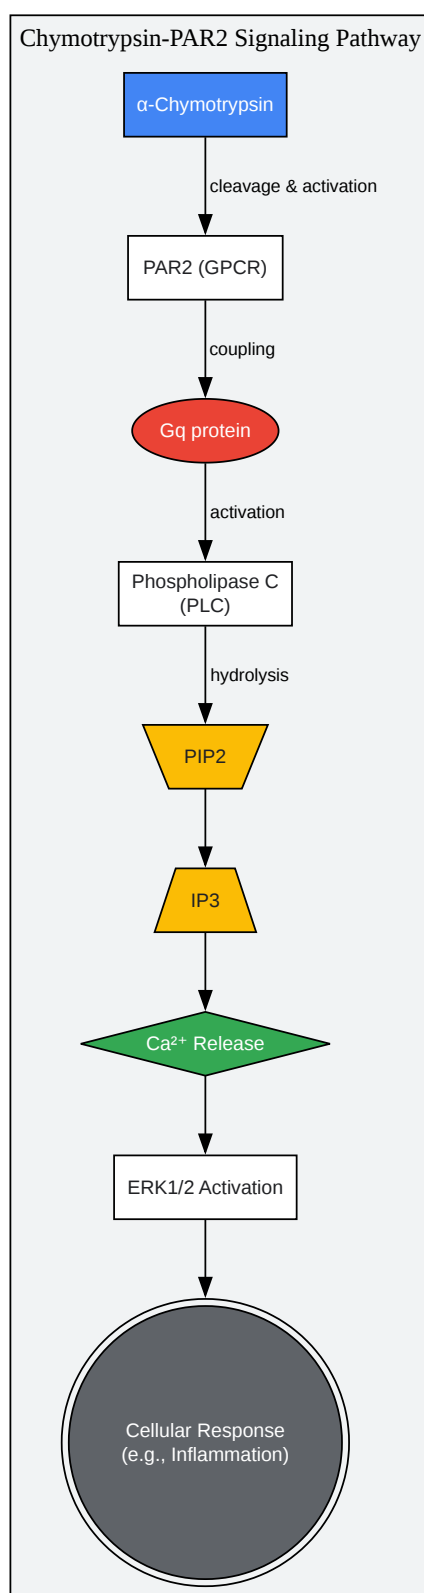 Chymotrypsin-PAR2 Signaling Pathway
α-Chymotrypsin
cleavage & activation
PAR2 (GPCR)
coupling
Gq protein
activation
Phospholipase C
(PLC)
hydrolysis
PIP2
IP3
Ca²⁺ Release
ERK1/2 Activation
Cellular Response
(e.g., Inflammation)